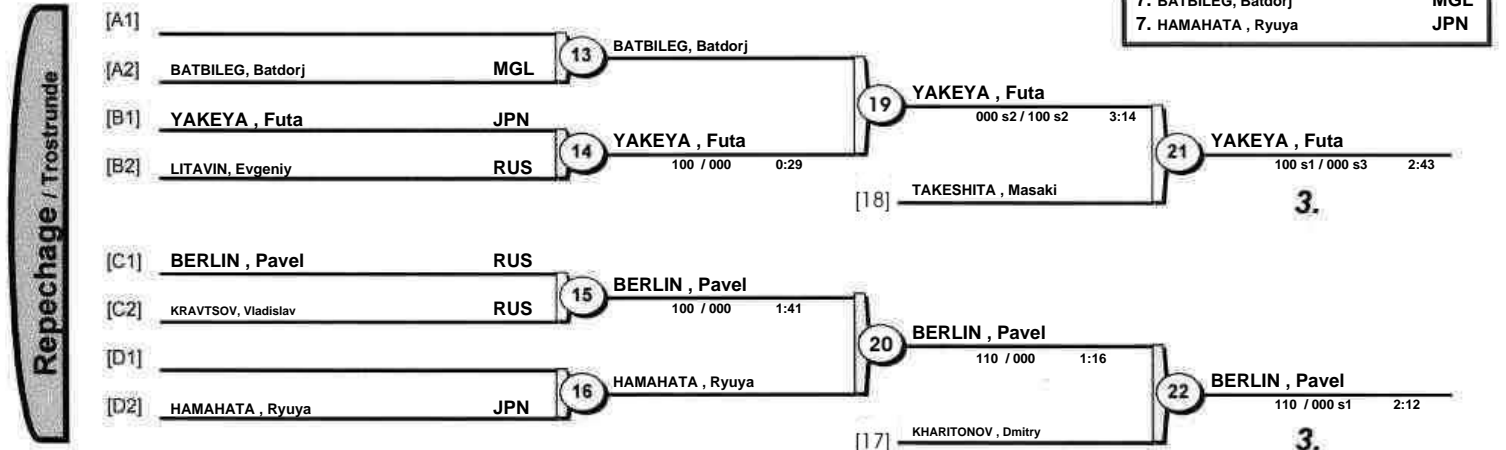 7. BATBILEG, Batdorj MGL
7. HAMAHATA , Ryuya JPN
Repechage / Trostrunde
[A1]
[A2] BATBILEG, Batdorj MGL
13 BATBILEG, Batdorj
[B1] YAKEYA , Futa JPN
[B2] LITAVIN, Evgeniy RUS
14 YAKEYA , Futa
100 / 000 0:29
19 YAKEYA , Futa
000 s2 / 100 s2 3:14
[18] TAKESHITA , Masaki
21 YAKEYA , Futa
100 s1 / 000 s3 2:43
3.
[C1] BERLIN , Pavel RUS
[C2] KRAVTSOV, Vladislav RUS
15 BERLIN , Pavel
100 / 000 1:41
[D1]
[D2] HAMAHATA , Ryuya JPN
16 HAMAHATA , Ryuya
20 BERLIN , Pavel
110 / 000 1:16
[17] KHARITONOV , Dmitry
22 BERLIN , Pavel
110 / 000 s1 2:12
3.